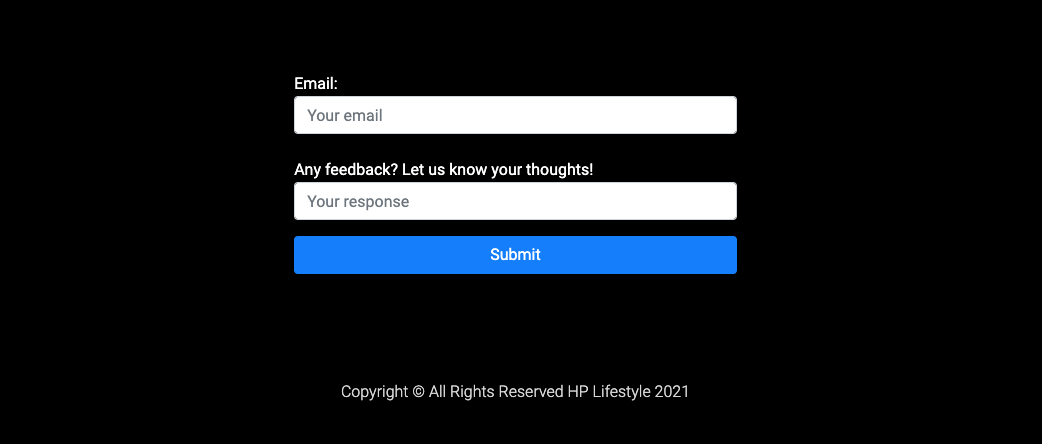 Email:
Your email
Any feedback? Let us know your thoughts!
Your response
Submit
Copyright © All Rights Reserved HP Lifestyle 2021